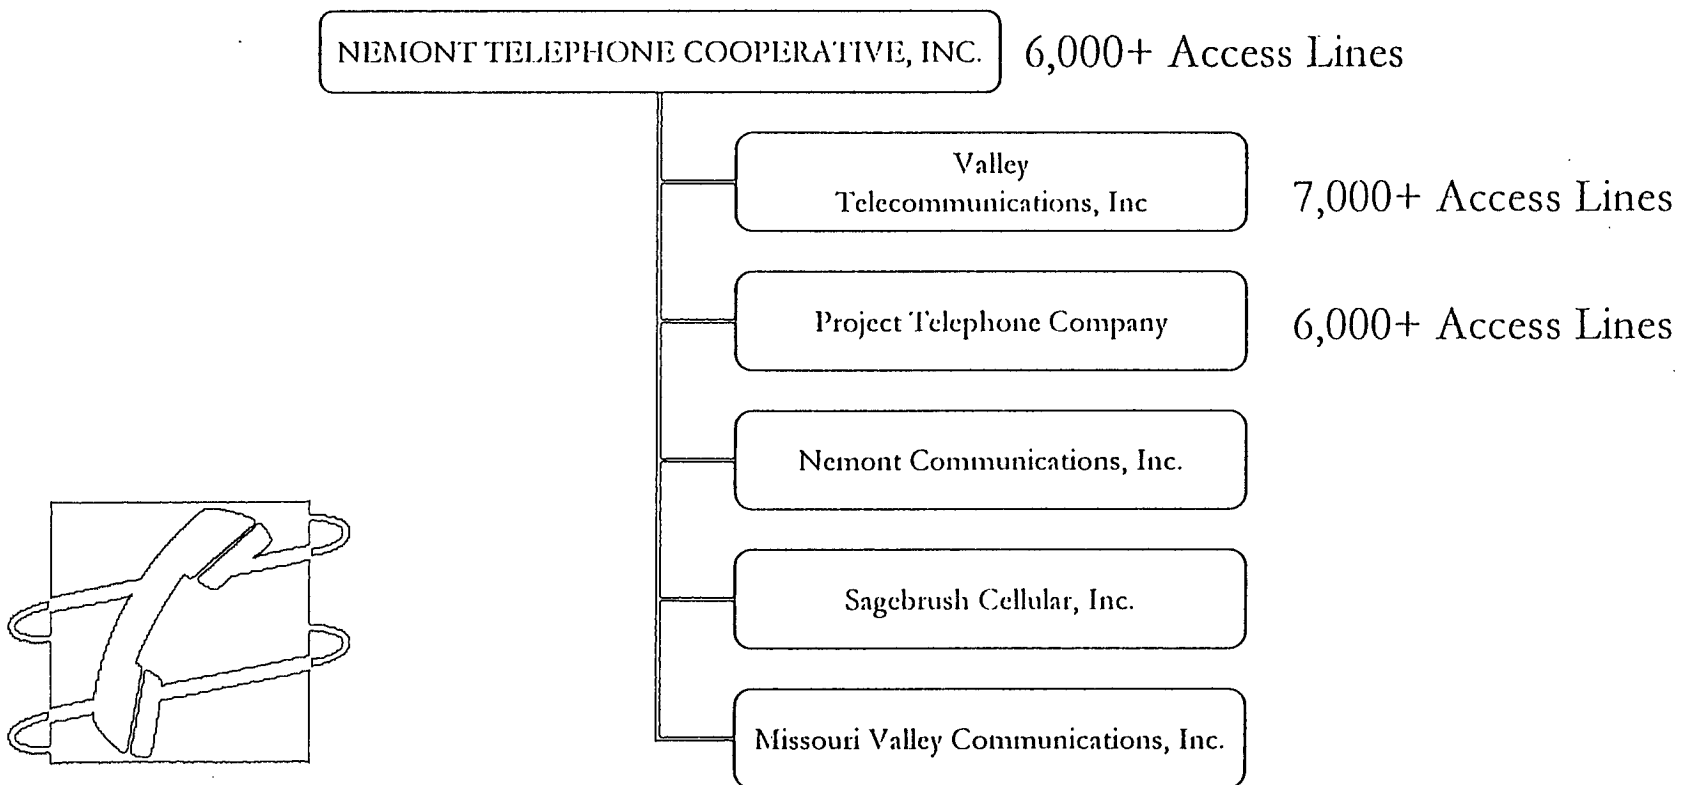 NEMONT TELEPHONE COOPERATIVE, INC. 6,000+ Access Lines
Valley
Telecommunications, Inc
7,000+ Access Lines
Project Telephone Company 6,000+ Access Lines
Nemont Communications, Inc.
Sagebrush Cellular, Inc.
Missouri Valley Communications, Inc.